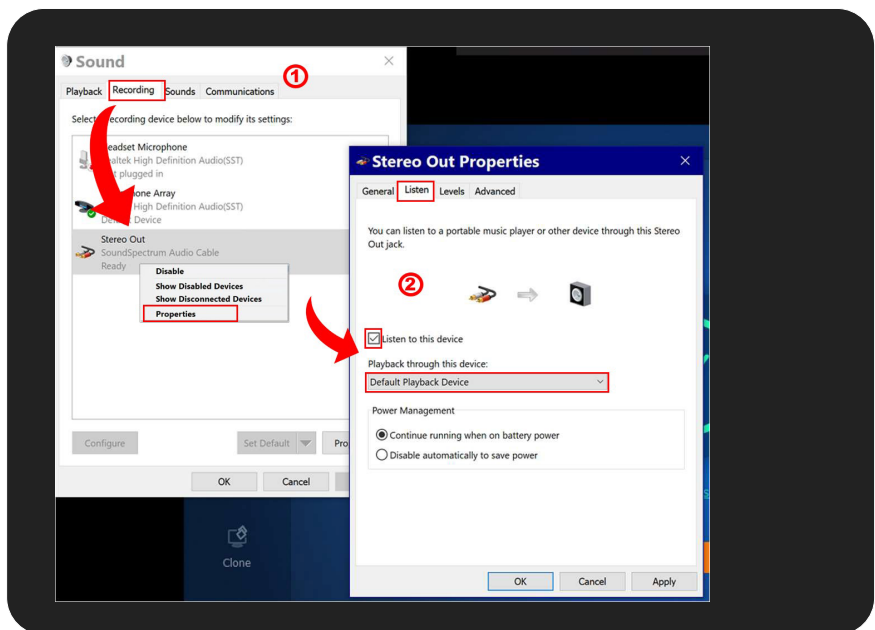 Sound
①
Playback Recording Sounds Communications
recording device below to modify its settings:
Microphone
High Definition Audio(SST)
plugged in
Array
High Definition Audio(SST)
Device
Stereo Out
SoundSpectrum Audio Cable
Ready
Disable
Show Disabled Devices
Show Disconnected Devices
Properties
Configure
Set Default
OK
Cancel
Clone
Stereo Out Properties
General Listen Levels Advanced
You can listen to a portable music player or other device through this Stereo
Out jack.
②
Listen to this device
Playback through this device:
Default Playback Device
Power Management
Continue running when on battery power
Disable automatically to save power
OK
Cancel
Apply